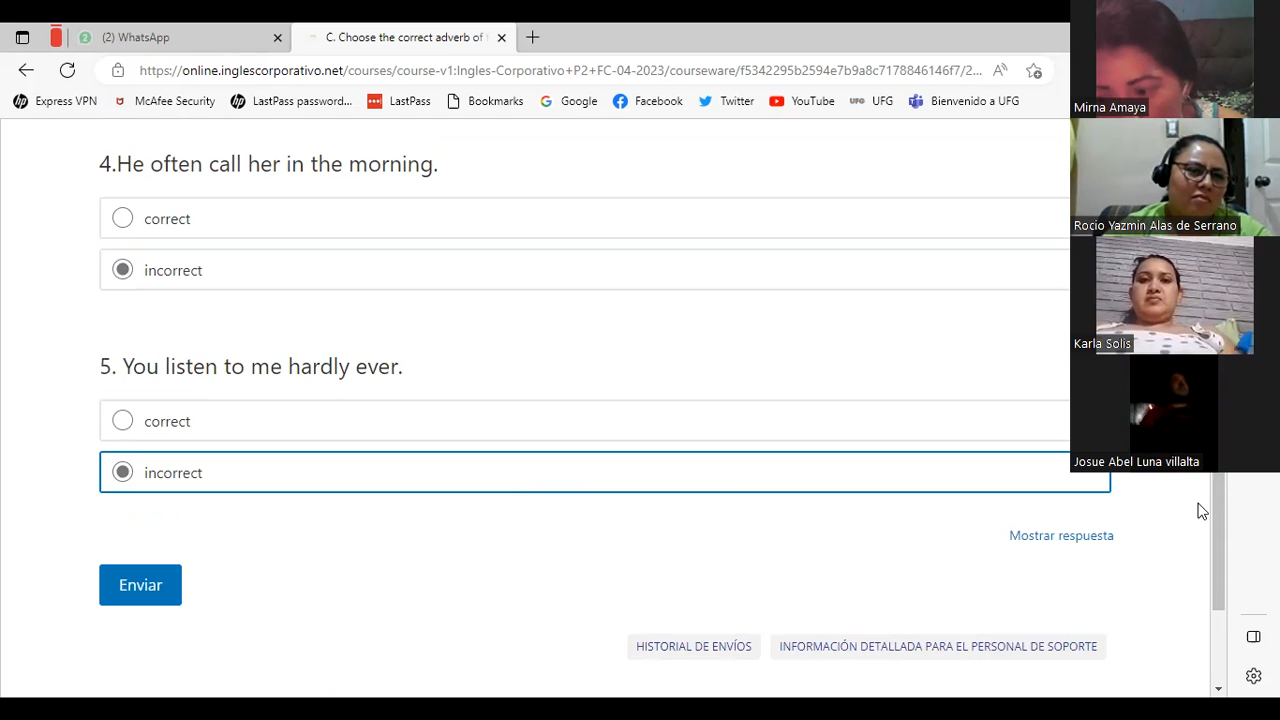 (2) WhatsApp
C. Choose the correct adverb of
https://online.inglescorporativo.net/courses/course-v1:Ingles-Corporativo+P2+FC-04-2023/courseware/f5342295b2594e7b9a8c7178846146f7/2...
Express VPN
McAfee Security
LastPass password...
LastPass
Bookmarks
Google
Facebook
Twitter
YouTube
UFG
UFG
Bienvenido a UFG
4.He often call her in the morning.
correct
incorrect
5. You listen to me hardly ever.
correct
incorrect
Mostrar respuesta
Enviar
HISTORIAL DE ENVÍOS
INFORMACIÓN DETALLADA PARA EL PERSONAL DE SOPORTE
Mirna Amaya
Rocio Yazmin Alas de Serrano
Karla Solis
Josue Abel Luna villalta